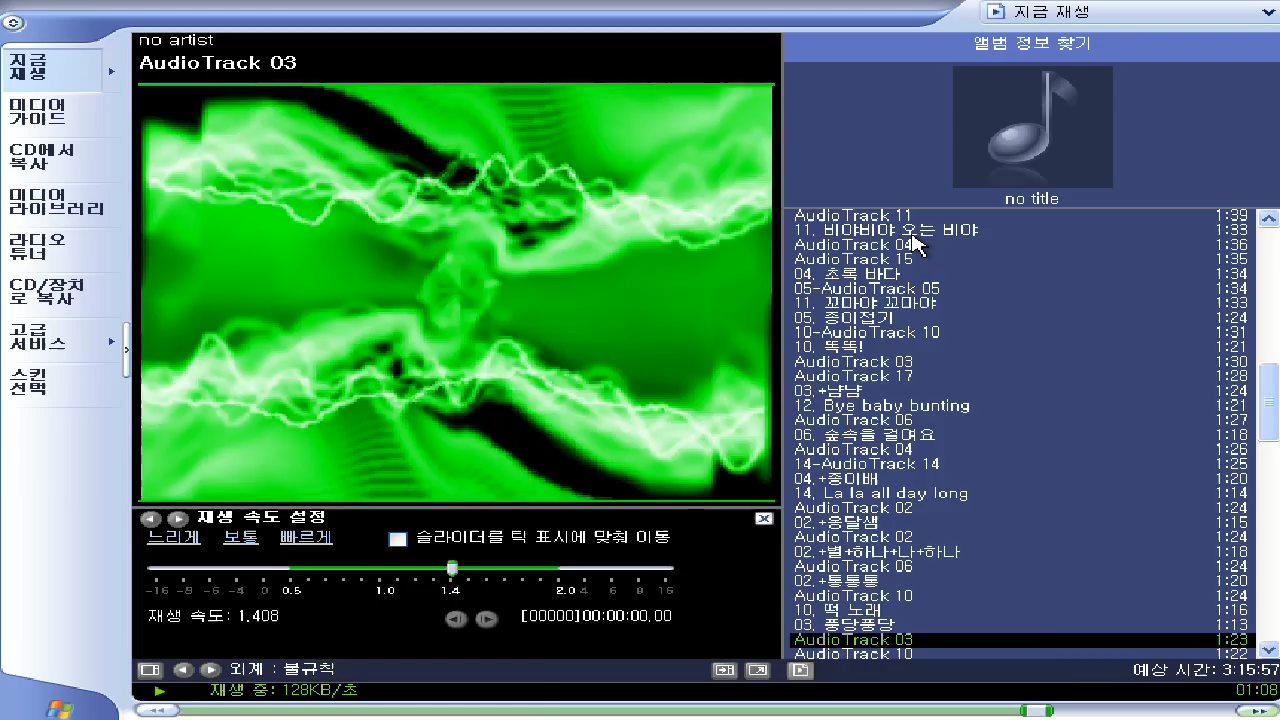 지금 재생
no artist
AudioTrack 03
앨범 정보 찾기
no title
지금
재생
미디어
가이드
CD에서
복사
미디어
라이브러리
라디오
튜너
CD/장치
로 복사
고급
서비스
스킨
선택
AudioTrack 11 1:39
11. 비야비야 오는 비야 1:33
AudioTrack 04 1:36
AudioTrack 15 1:35
04. 초록 바다 1:34
05-AudioTrack 05 1:34
11. 꼬마야 꼬마야 1:33
05. 종이접기 1:24
10-AudioTrack 10 1:31
10. 똑똑! 1:21
AudioTrack 03 1:30
AudioTrack 17 1:28
03.+냠냠 1:24
12. Bye baby bunting 1:21
AudioTrack 06 1:27
06. 숲속을 걸어요 1:18
AudioTrack 04 1:26
14-AudioTrack 14 1:25
04.+종이배 1:20
14. La la all day long 1:14
AudioTrack 02 1:24
02.+옹달샘 1:15
AudioTrack 02 1:24
02.+별+하나+나+하나 1:18
AudioTrack 06 1:24
02.+통통통 1:20
AudioTrack 10 1:24
10. 떡 노래 1:16
03. 퐁당퐁당 1:13
AudioTrack 03 1:23
AudioTrack 10 1:22
재생 속도 설정
느리게 보통 빠르게 슬라이더를 틱 표시에 맞춰 이동
-16 -9 -6 -4 0 0.5 1.0 1.4 2.0 4 6 9 16
재생 속도: 1.408 [00000]00:00:00.00
외계 : 불규칙
예상 시간: 3:15:57
재생 중: 128KB/초 01:08